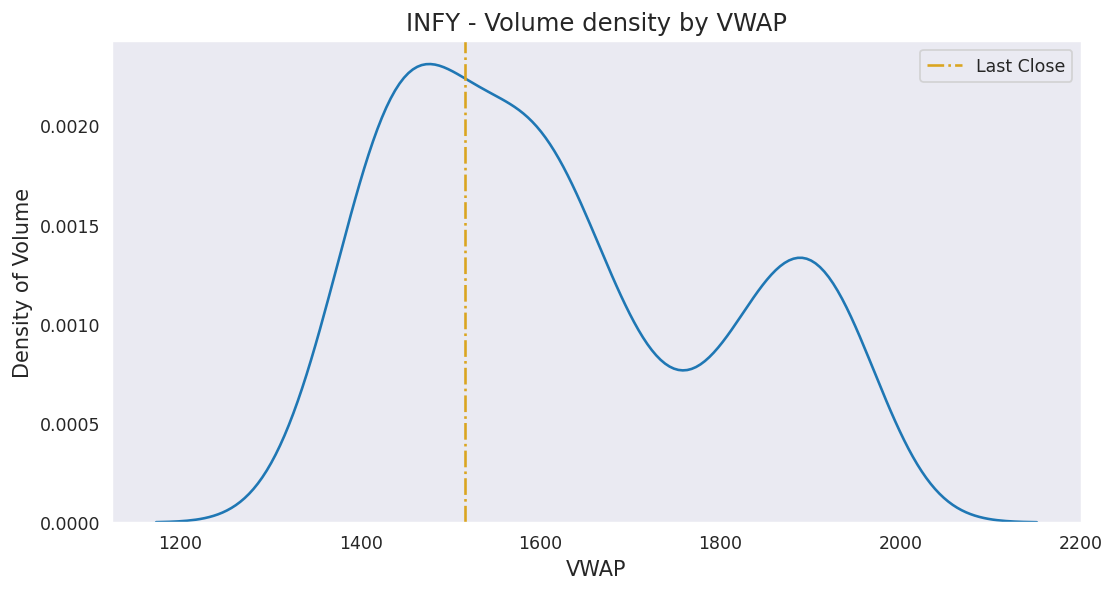 INFY - Volume density by VWAP
Last Close
Density of Volume
0.0020
0.0015
0.0010
0.0005
0.0000
1200 1400 1600 1800 2000 2200
VWAP